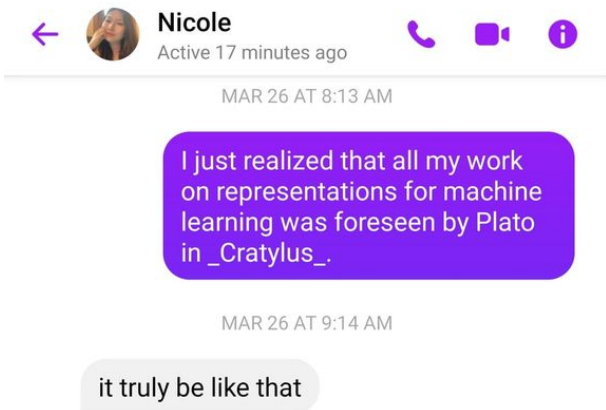 Nicole
Active 17 minutes ago
MAR 26 AT 8:13 AM
I just realized that all my work
on representations for machine
learning was foreseen by Plato
in _Cratylus_.
MAR 26 AT 9:14 AM
it truly be like that